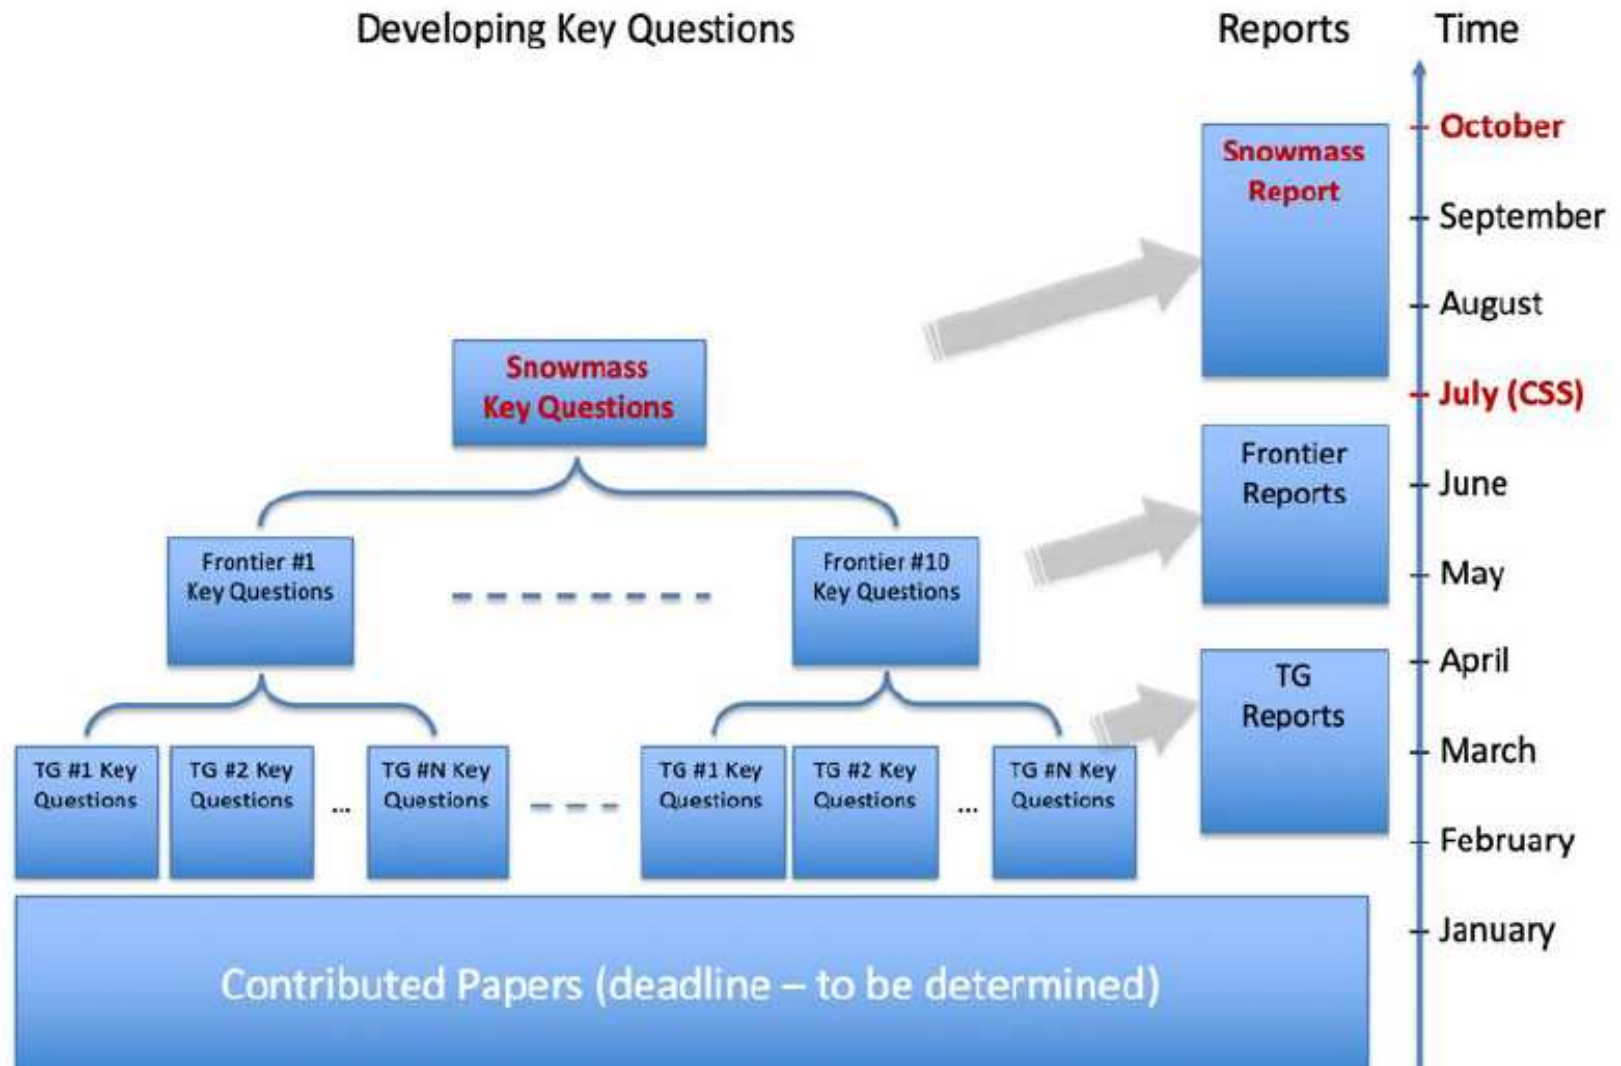 Developing Key Questions
Reports
Time
October
Snowmass
Report
September
August
Snowmass
Key Questions
July (CSS)
Frontier
Reports
June
Frontier #1
Key Questions
Frontier #10
Key Questions
May
TG
Reports
April
March
TG #1 Key
Questions
TG #2 Key
Questions
...
TG #N Key
Questions
TG #1 Key
Questions
TG #2 Key
Questions
...
TG #N Key
Questions
February
January
Contributed Papers (deadline – to be determined)